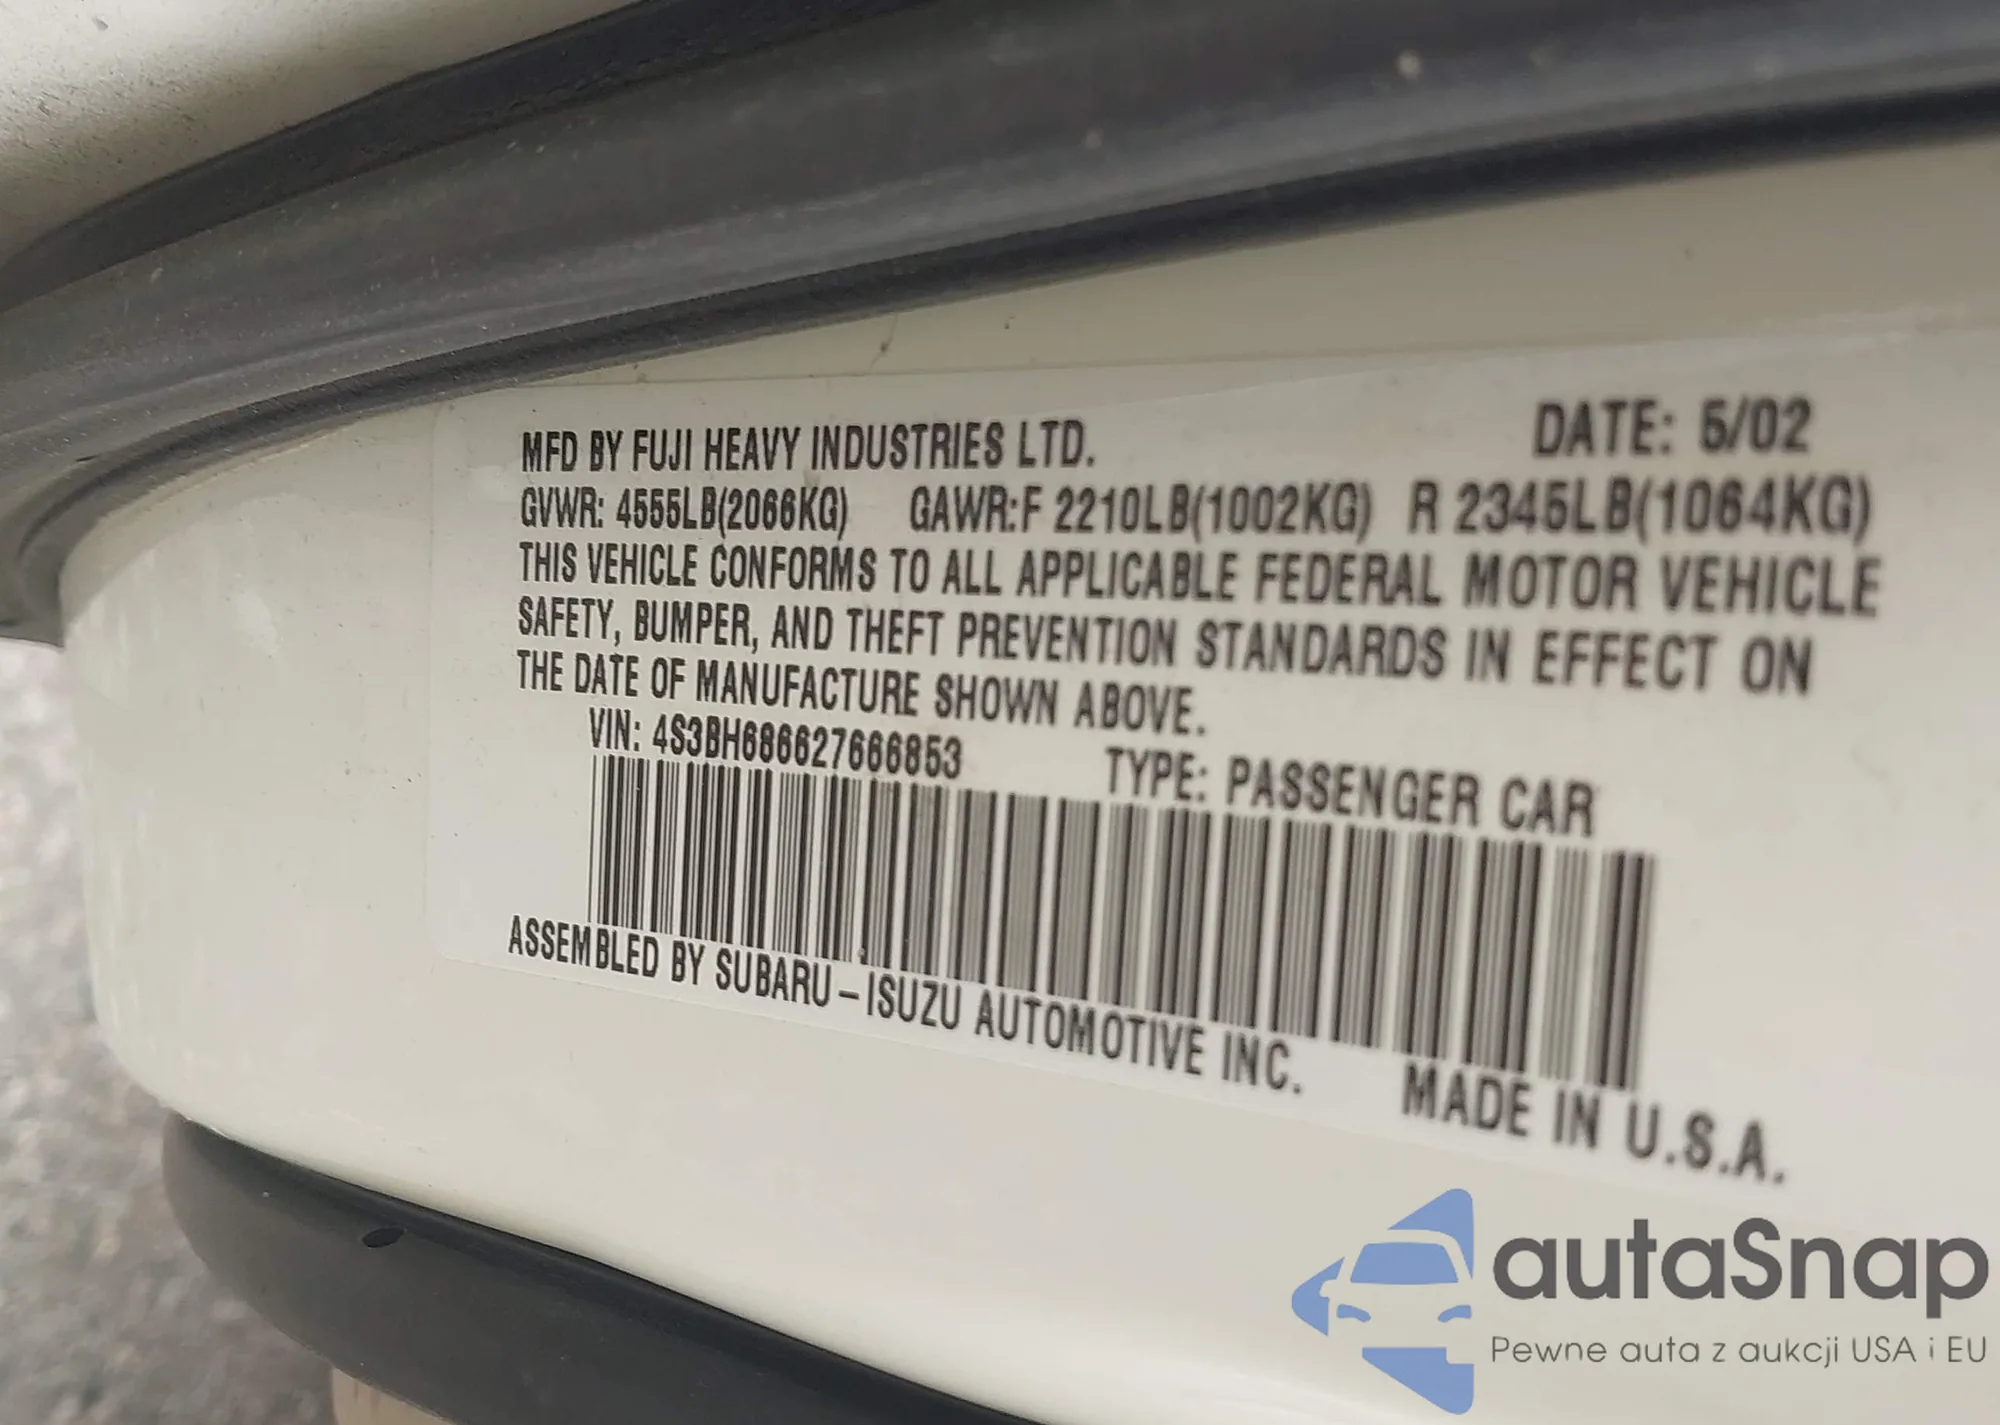 MFD BY FUJI HEAVY INDUSTRIES LTD. DATE: 5/02
GVWR: 4555LB(2066KG) GAWR:F 2210LB(1002KG) R 2345LB(1064KG)
THIS VEHICLE CONFORMS TO ALL APPLICABLE FEDERAL MOTOR VEHICLE
SAFETY, BUMPER, AND THEFT PREVENTION STANDARDS IN EFFECT ON
THE DATE OF MANUFACTURE SHOWN ABOVE.
VIN: 4S3BH686627666853 TYPE: PASSENGER CAR
ASSEMBLED BY SUBARU-ISUZU AUTOMOTIVE INC. MADE IN U.S.A.
autaSnap
Pewne auta z aukcji USA i EU